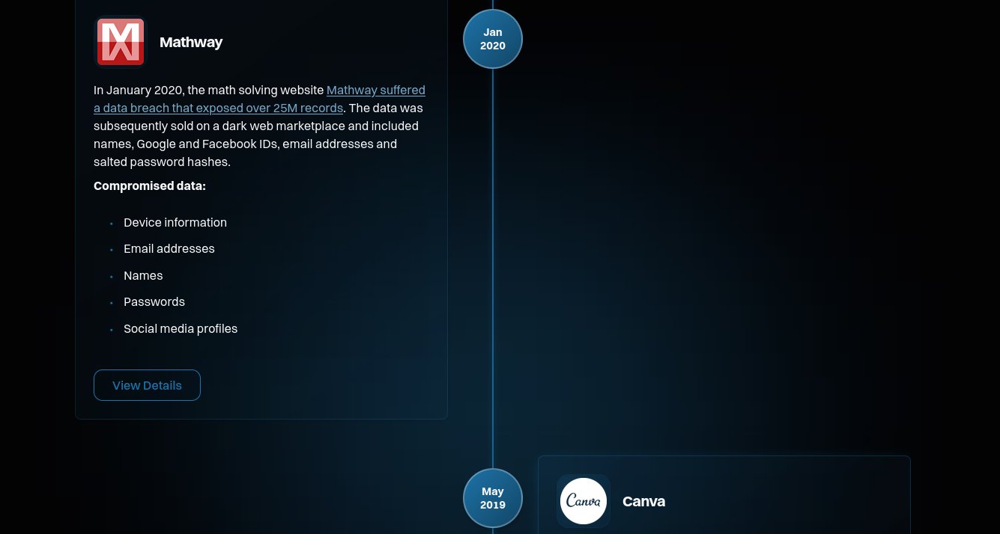 Mathway
Jan
2020
In January 2020, the math solving website Mathway suffered
a data breach that exposed over 25M records. The data was
subsequently sold on a dark web marketplace and included
names, Google and Facebook IDs, email addresses and
salted password hashes.
Compromised data:
Device information
Email addresses
Names
Passwords
Social media profiles
View Details
May
2019
Canva
Canva